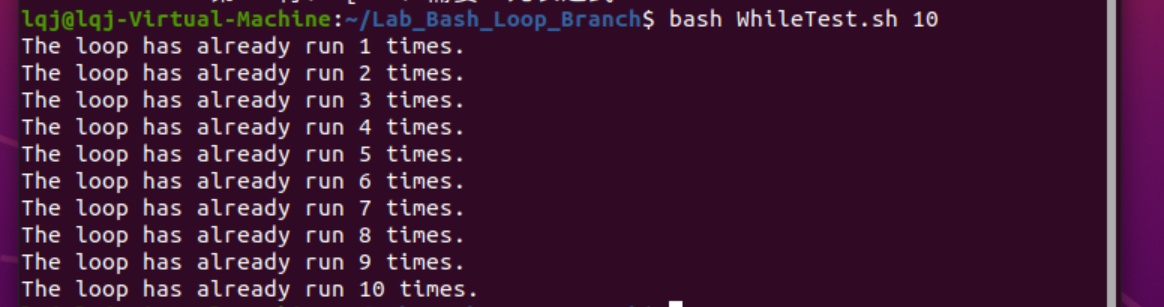 lqj@lqj-Virtual-Machine:~/Lab_Bash_Loop_Branch$ bash WhileTest.sh 10
The loop has already run 1 times.
The loop has already run 2 times.
The loop has already run 3 times.
The loop has already run 4 times.
The loop has already run 5 times.
The loop has already run 6 times.
The loop has already run 7 times.
The loop has already run 8 times.
The loop has already run 9 times.
The loop has already run 10 times.